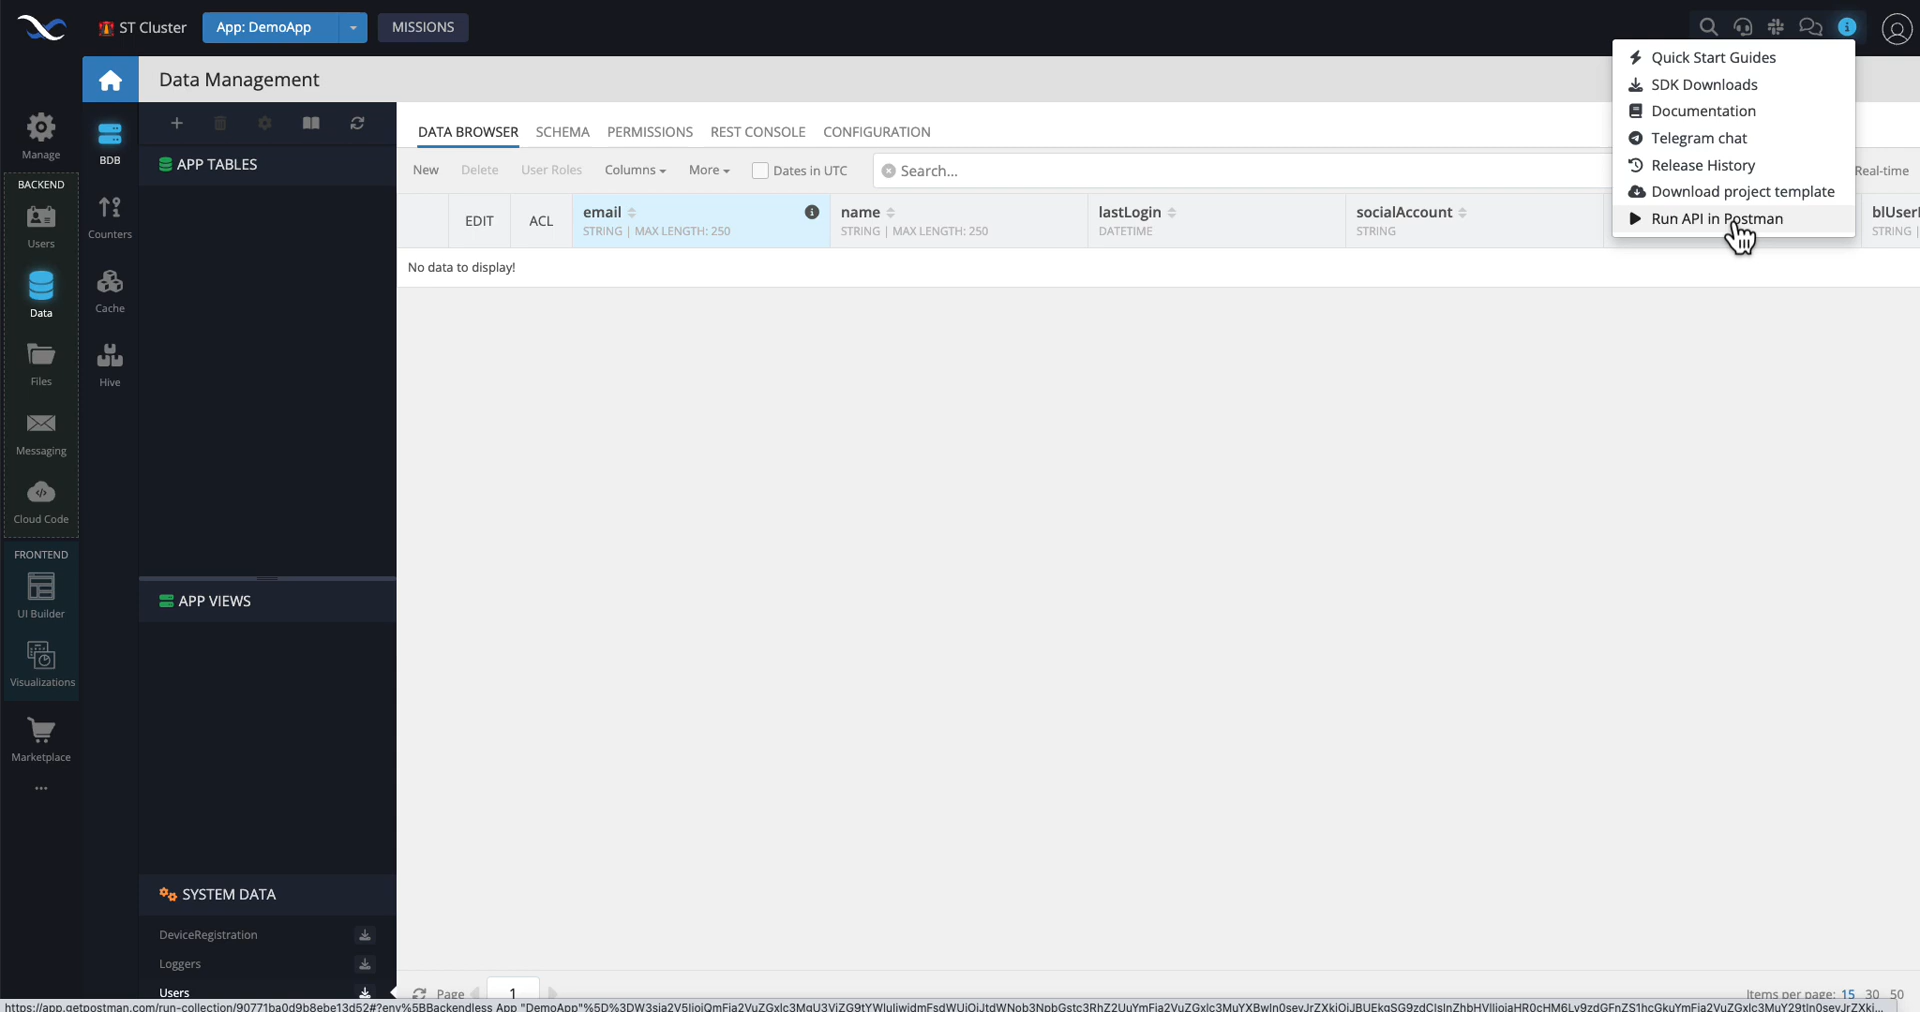 ST Cluster
App: DemoApp
MISSIONS
Data Management
Quick Start Guides
SDK Downloads
Documentation
Telegram chat
Release History
Download project template
Run API in Postman
Manage
BACKEND
Users
Data
Files
Messaging
Cloud Code
FRONTEND
UI Builder
Visualizations
Marketplace
BDB
Counters
Cache
Hive
APP TABLES
APP VIEWS
SYSTEM DATA
DeviceRegistration
Loggers
Users
DATA BROWSER SCHEMA PERMISSIONS REST CONSOLE CONFIGURATION
New Delete User Roles Columns More Dates in UTC Search... Real-time
EDIT ACL
email
STRING | MAX LENGTH: 250
name
STRING | MAX LENGTH: 250
lastLogin
DATETIME
socialAccount
STRING
blUserl
STRING |
No data to display!
Page 1
Items per page: 15 30 50